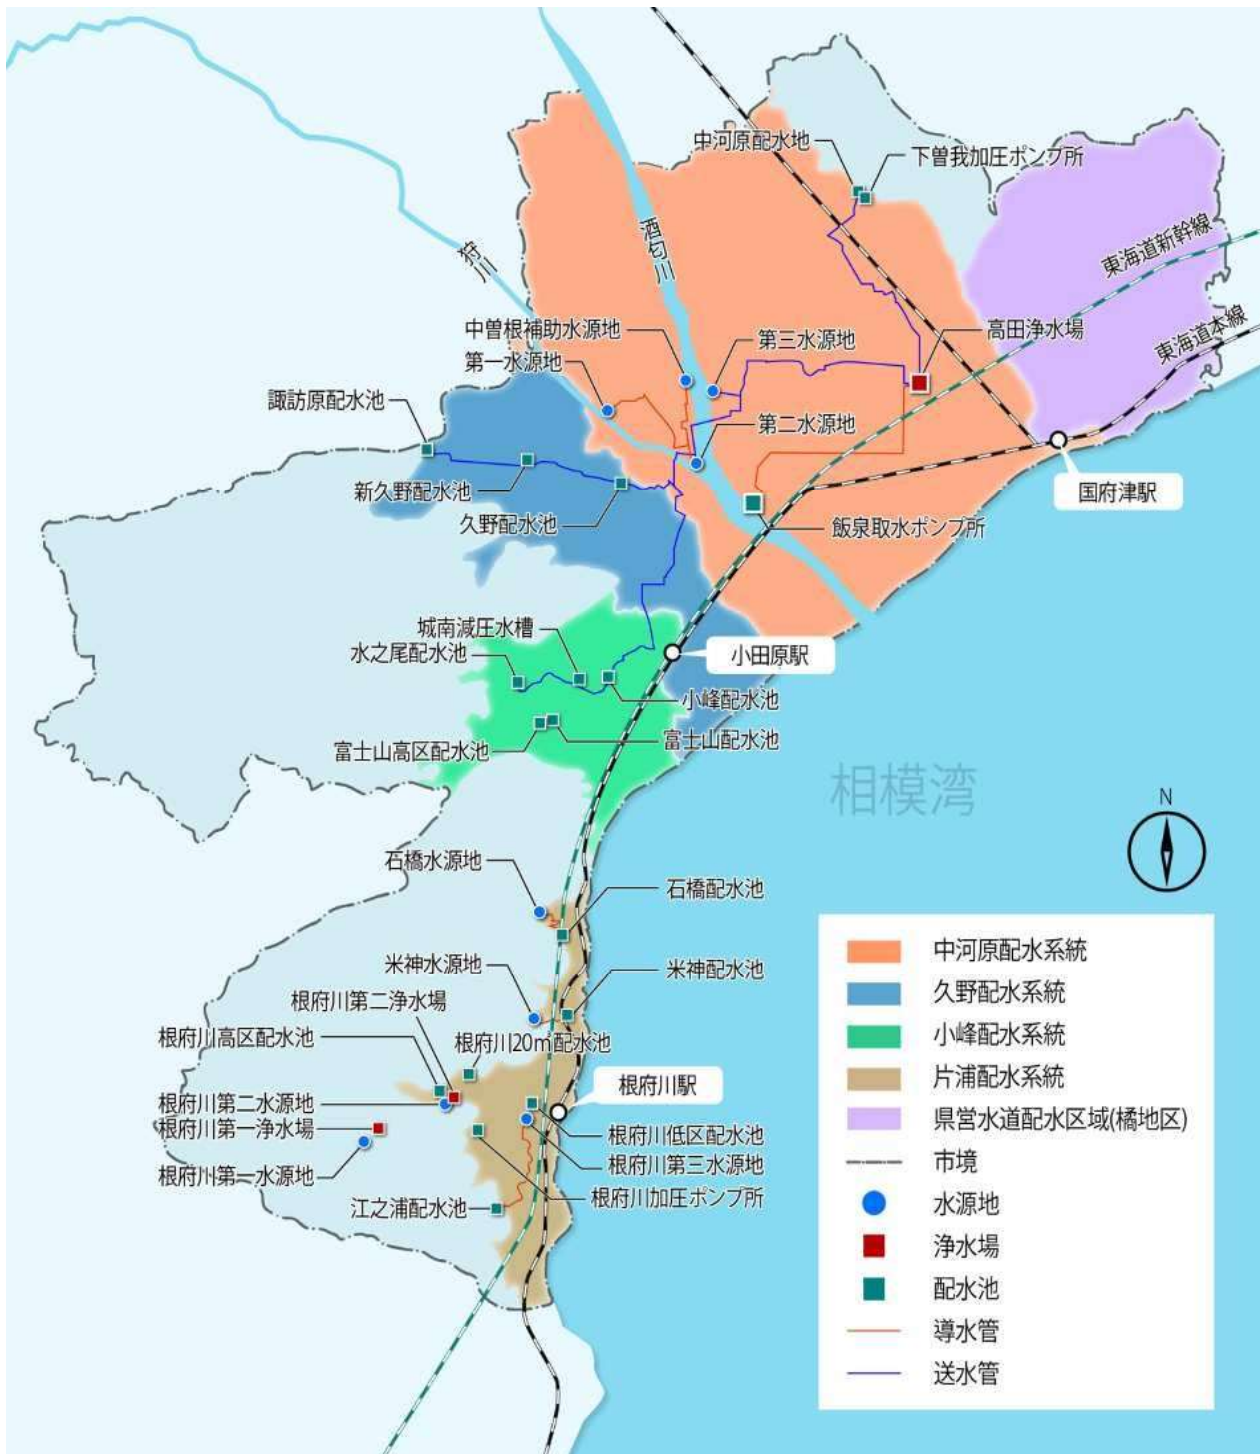 中河原配水地
下曽我加圧ポンプ所
酒匂川
狩川
東海道新幹線
東海道本線
中曽根補助水源地
第三水源地
高田浄水場
第一水源地
諏訪原配水池
第二水源地
新久野配水池
久野配水池
飯泉取水ポンプ所
国府津駅
城南減圧水槽
水之尾配水池
小田原駅
小峰配水池
富士山高区配水池
富士山配水池
相模湾
N
石橋水源地
石橋配水池
米神水源地
米神配水池
根府川第二浄水場
根府川高区配水池
根府川20㎥配水池
根府川駅
根府川第二水源地
根府川第一浄水場
根府川低区配水池
根府川第一水源地
根府川第三水源地
江之浦配水池
根府川加圧ポンプ所
中河原配水系統
久野配水系統
小峰配水系統
片浦配水系統
県営水道配水区域(橘地区)
市境
水源地
浄水場
配水池
導水管
送水管